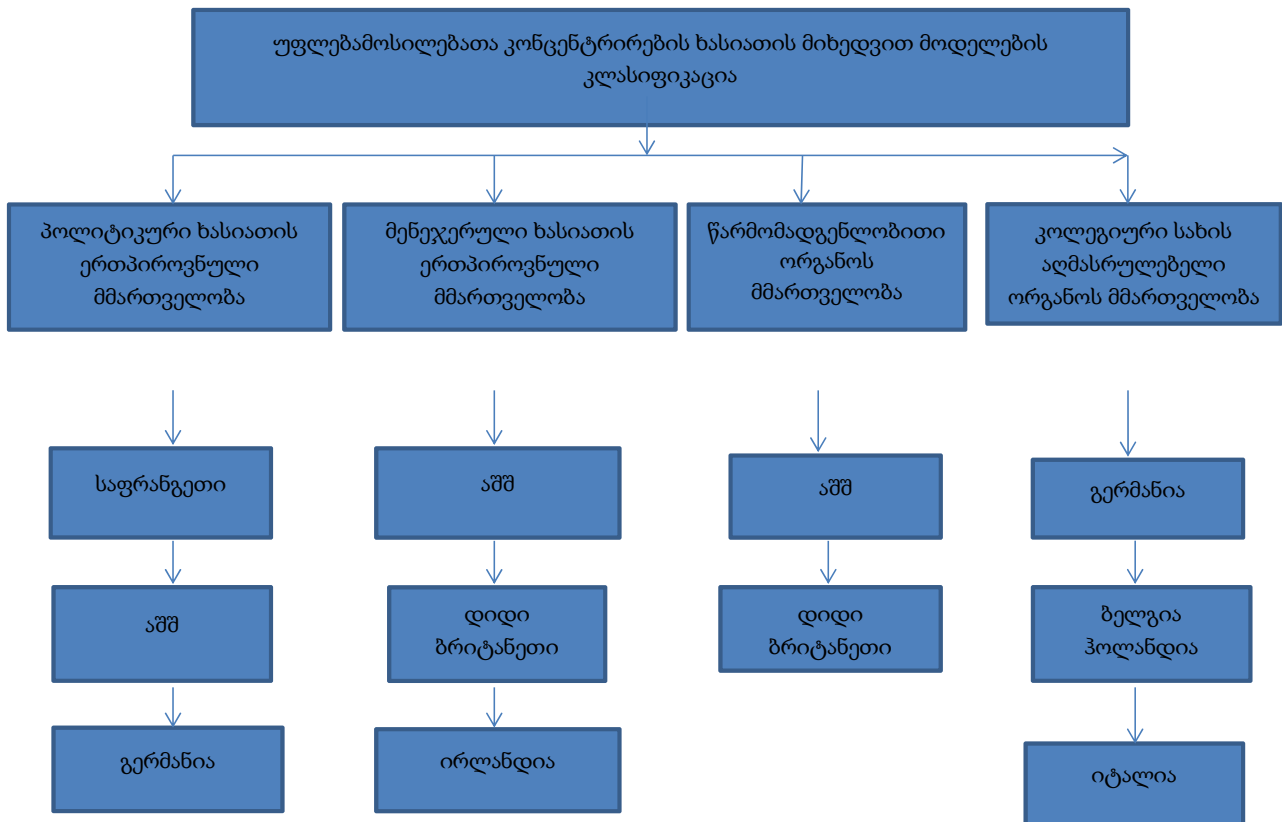 უფლებამოსილებათა კონცენტრირების ხასიათის მიხედვით მოდელების
კლასიფიკაცია
პოლიტიკური ხასიათის
ერთპიროვნული
მმართველობა
მენეჯერული ხასიათის
ერთპიროვნული
მმართველობა
წარმომადგენლობითი
ორგანოს
მმართველობა
კოლეგიური სახის
აღმასრულებელი
ორგანოს მმართველობა
საფრანგეთი
აშშ
აშშ
გერმანია
აშშ
დიდი
ბრიტანეთი
დიდი
ბრიტანეთი
ბელგია
ჰოლანდია
გერმანია
ირლანდია
იტალია